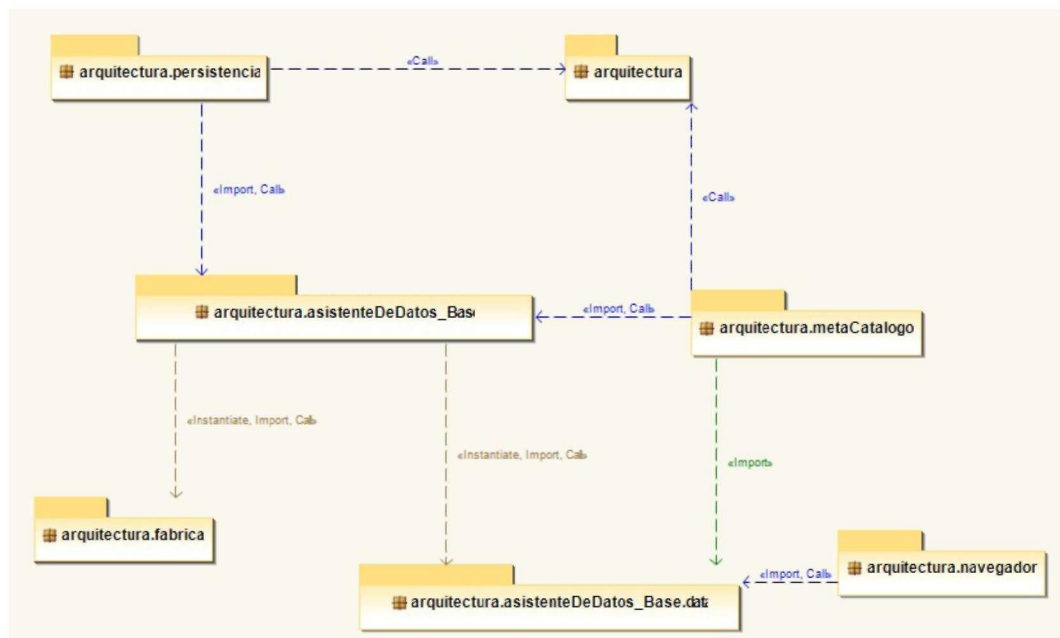 arquitectura.persistencia
«Call»
arquitectura
«Import, Call»
«Call»
arquitectura.asistenteDeDatos_Base
«Import, Call»
arquitectura.metaCatalogo
«Instantiate, Import, Call»
«Instantiate, Import, Call»
«Import»
arquitectura.fabrica
arquitectura.navegador
«Import, Call»
arquitectura.asistenteDeDatos_Base.data